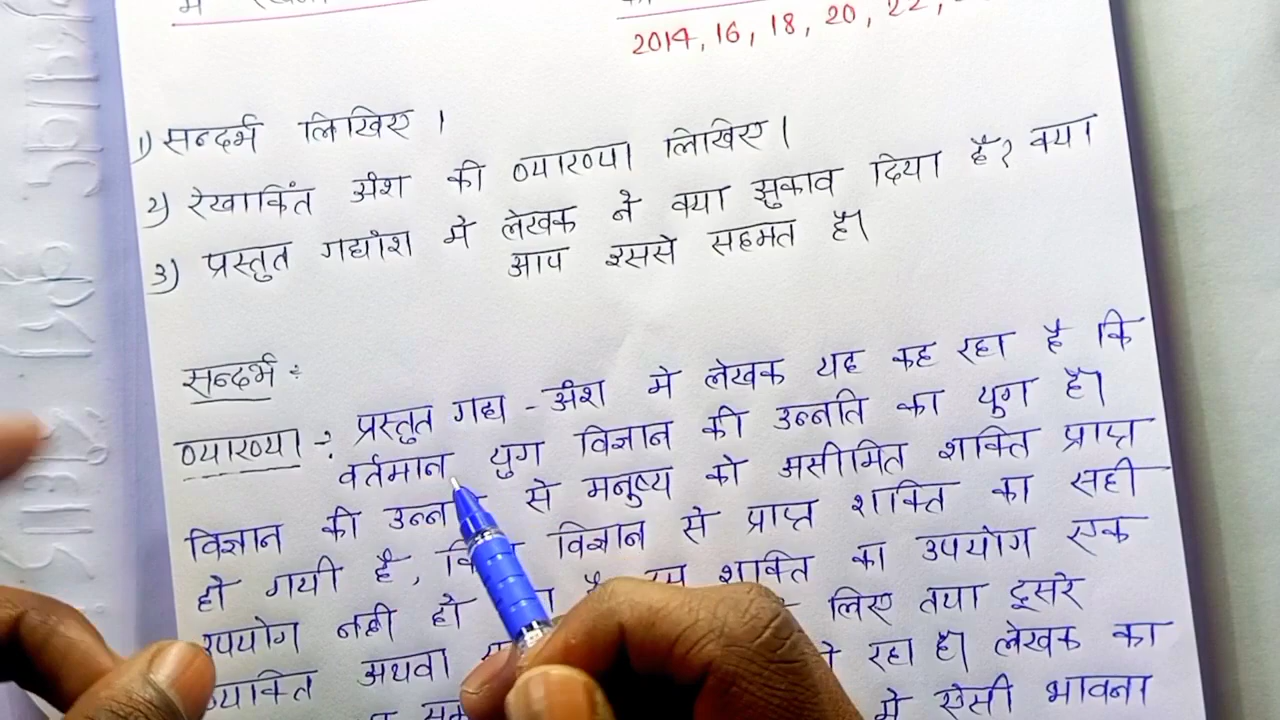 2014, 16, 18, 20, 22,
1) सन्दर्भ लिखिए ।
2) रेखाकिंत अंश की व्याख्या लिखिए ।
3) प्रस्तुत गद्यांश मे लेखक ने क्या झुकाव दिया है? क्या
आप इससे सहमत है।
सन्दर्भ :
व्याख्या -: प्रस्तुत गद्य - अंश मे लेखक यह कह रहा है कि
वर्तमान युग विज्ञान की उन्नति का युग है।
विज्ञान की से मनुष्य को असीमित शक्ति प्राप्त
हो गयी है, विज्ञान से प्राप्त शक्ति का सही
उपयोग नही हो शक्ति का उपयोग एक
व्यक्ति अथवा लिए तथा दूसरे
रहा है। लेखक का
मे ऐसी भावना